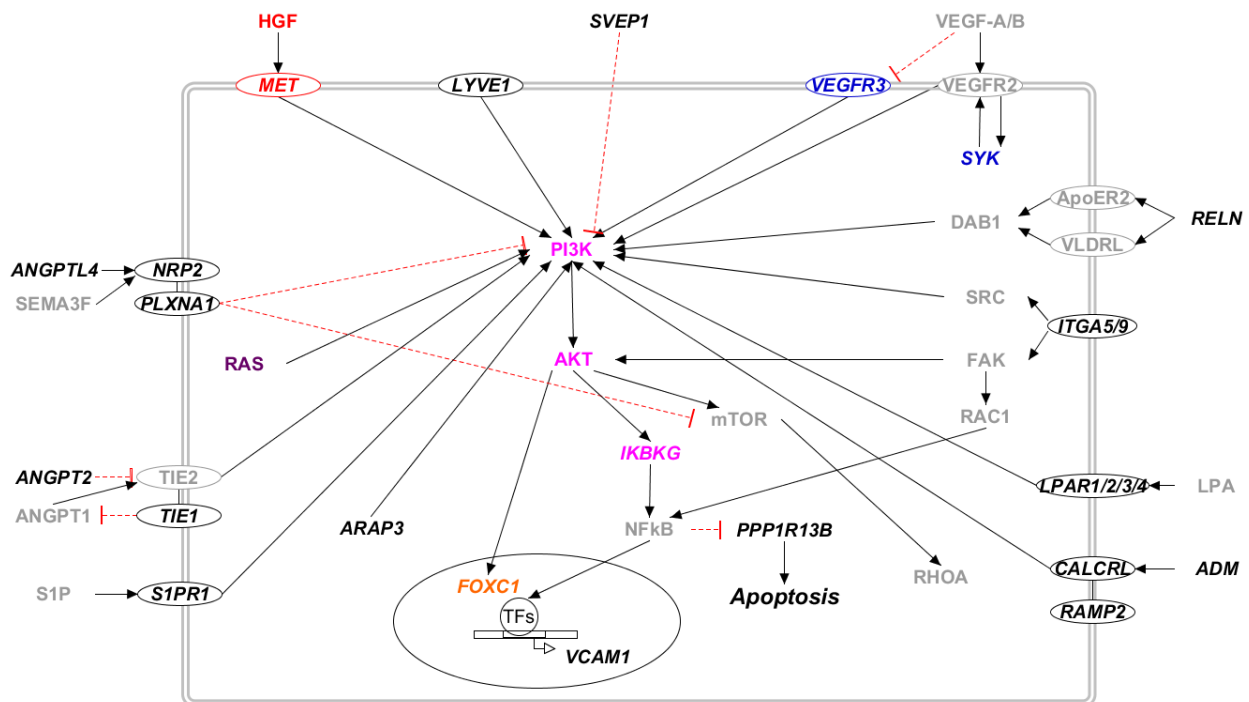 HGF
SVEP1
VEGF-A/B
MET
LYVE1
VEGFR3
VEGFR2
SYK
ApoER2
DAB1
RELN
VLDRL
PI3K
ANGPTL4
NRP2
SEMA3F
PLXNA1
SRC
ITGA5/9
RAS
AKT
FAK
mTOR
RAC1
IKBKG
ANGPT2
TIE2
LPAR1/2/3/4
LPA
ANGPT1
TIE1
ARAP3
NFkB
PPP1R13B
S1P
S1PR1
FOXC1
Apoptosis
RHOA
CALCRL
ADM
TFs
RAMP2
VCAM1